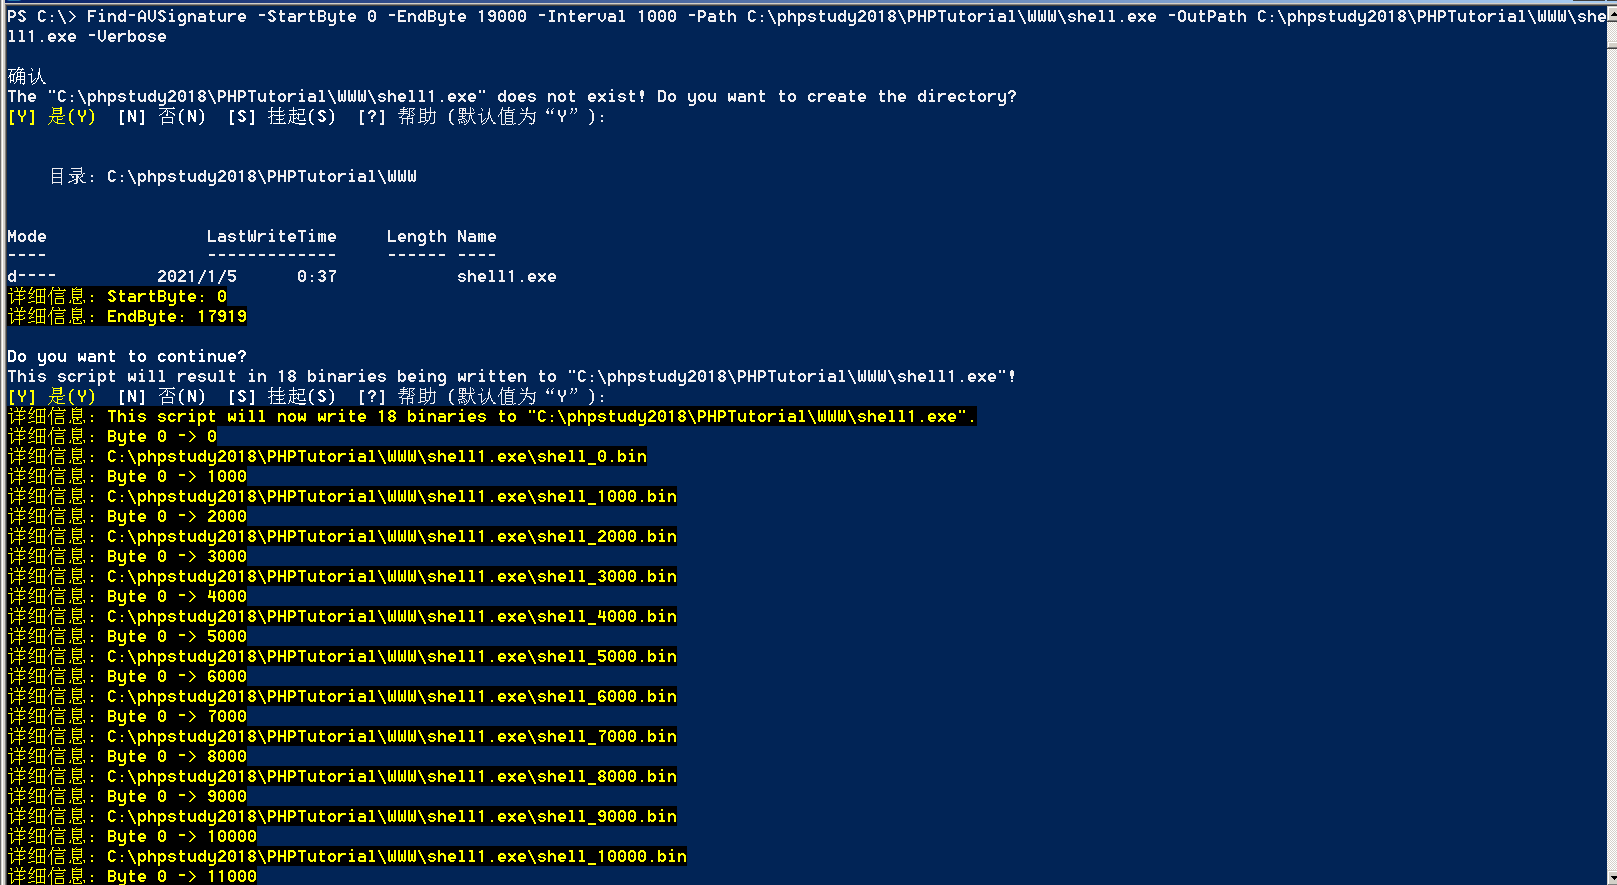 PS C:\> Find-AVSignature -StartByte 0 -EndByte 19000 -Interval 1000 -Path C:\phpstudy2018\PHPTutorial\WWW\shell.exe -OutPath C:\phpstudy2018\PHPTutorial\WWW\she
ll1.exe -Verbose
确认
The "C:\phpstudy2018\PHPTutorial\WWW\shell1.exe" does not exist! Do you want to create the directory?
[Y] 是(Y)  [N] 否(N)  [S] 挂起(S)  [?] 帮助 (默认值为“Y”):
目录: C:\phpstudy2018\PHPTutorial\WWW
Mode                LastWriteTime     Length Name
----                -------------     ------ ----
d----          2021/1/5      0:37            shell1.exe
详细信息: StartByte: 0
详细信息: EndByte: 17919
Do you want to continue?
This script will result in 18 binaries being written to "C:\phpstudy2018\PHPTutorial\WWW\shell1.exe"!
[Y] 是(Y)  [N] 否(N)  [S] 挂起(S)  [?] 帮助 (默认值为“Y”):
详细信息: This script will now write 18 binaries to "C:\phpstudy2018\PHPTutorial\WWW\shell1.exe".
详细信息: Byte 0 -> 0
详细信息: C:\phpstudy2018\PHPTutorial\WWW\shell1.exe\shell_0.bin
详细信息: Byte 0 -> 1000
详细信息: C:\phpstudy2018\PHPTutorial\WWW\shell1.exe\shell_1000.bin
详细信息: Byte 0 -> 2000
详细信息: C:\phpstudy2018\PHPTutorial\WWW\shell1.exe\shell_2000.bin
详细信息: Byte 0 -> 3000
详细信息: C:\phpstudy2018\PHPTutorial\WWW\shell1.exe\shell_3000.bin
详细信息: Byte 0 -> 4000
详细信息: C:\phpstudy2018\PHPTutorial\WWW\shell1.exe\shell_4000.bin
详细信息: Byte 0 -> 5000
详细信息: C:\phpstudy2018\PHPTutorial\WWW\shell1.exe\shell_5000.bin
详细信息: Byte 0 -> 6000
详细信息: C:\phpstudy2018\PHPTutorial\WWW\shell1.exe\shell_6000.bin
详细信息: Byte 0 -> 7000
详细信息: C:\phpstudy2018\PHPTutorial\WWW\shell1.exe\shell_7000.bin
详细信息: Byte 0 -> 8000
详细信息: C:\phpstudy2018\PHPTutorial\WWW\shell1.exe\shell_8000.bin
详细信息: Byte 0 -> 9000
详细信息: C:\phpstudy2018\PHPTutorial\WWW\shell1.exe\shell_9000.bin
详细信息: Byte 0 -> 10000
详细信息: C:\phpstudy2018\PHPTutorial\WWW\shell1.exe\shell_10000.bin
详细信息: Byte 0 -> 11000